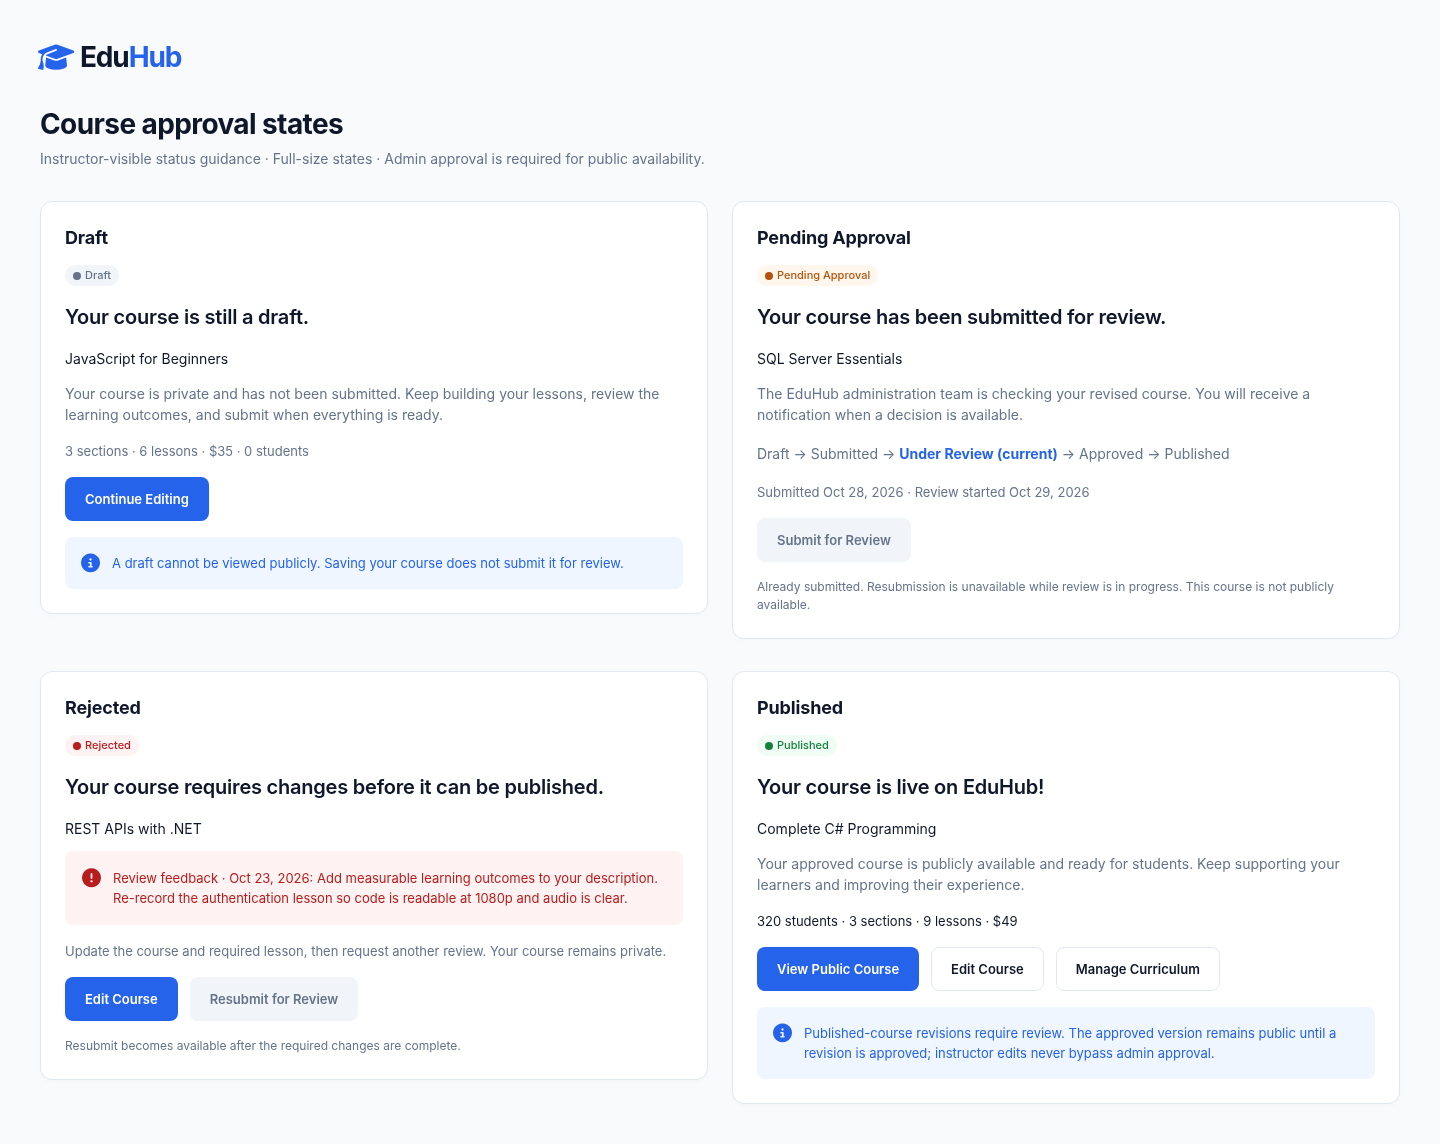 EduHub
Course approval states
Instructor-visible status guidance · Full-size states · Admin approval is required for public availability.
Draft
Draft
Your course is still a draft.
JavaScript for Beginners
Your course is private and has not been submitted. Keep building your lessons, review the
learning outcomes, and submit when everything is ready.
3 sections · 6 lessons · $35 · 0 students
Continue Editing
A draft cannot be viewed publicly. Saving your course does not submit it for review.
Pending Approval
Pending Approval
Your course has been submitted for review.
SQL Server Essentials
The EduHub administration team is checking your revised course. You will receive a
notification when a decision is available.
Draft → Submitted → Under Review (current) → Approved → Published
Submitted Oct 28, 2026 · Review started Oct 29, 2026
Submit for Review
Already submitted. Resubmission is unavailable while review is in progress. This course is not publicly
available.
Rejected
Rejected
Your course requires changes before it can be published.
REST APIs with .NET
Review feedback · Oct 23, 2026: Add measurable learning outcomes to your description.
Re-record the authentication lesson so code is readable at 1080p and audio is clear.
Update the course and required lesson, then request another review. Your course remains private.
Edit Course
Resubmit for Review
Resubmit becomes available after the required changes are complete.
Published
Published
Your course is live on EduHub!
Complete C# Programming
Your approved course is publicly available and ready for students. Keep supporting your
learners and improving their experience.
320 students · 3 sections · 9 lessons · $49
View Public Course
Edit Course
Manage Curriculum
Published-course revisions require review. The approved version remains public until a
revision is approved; instructor edits never bypass admin approval.